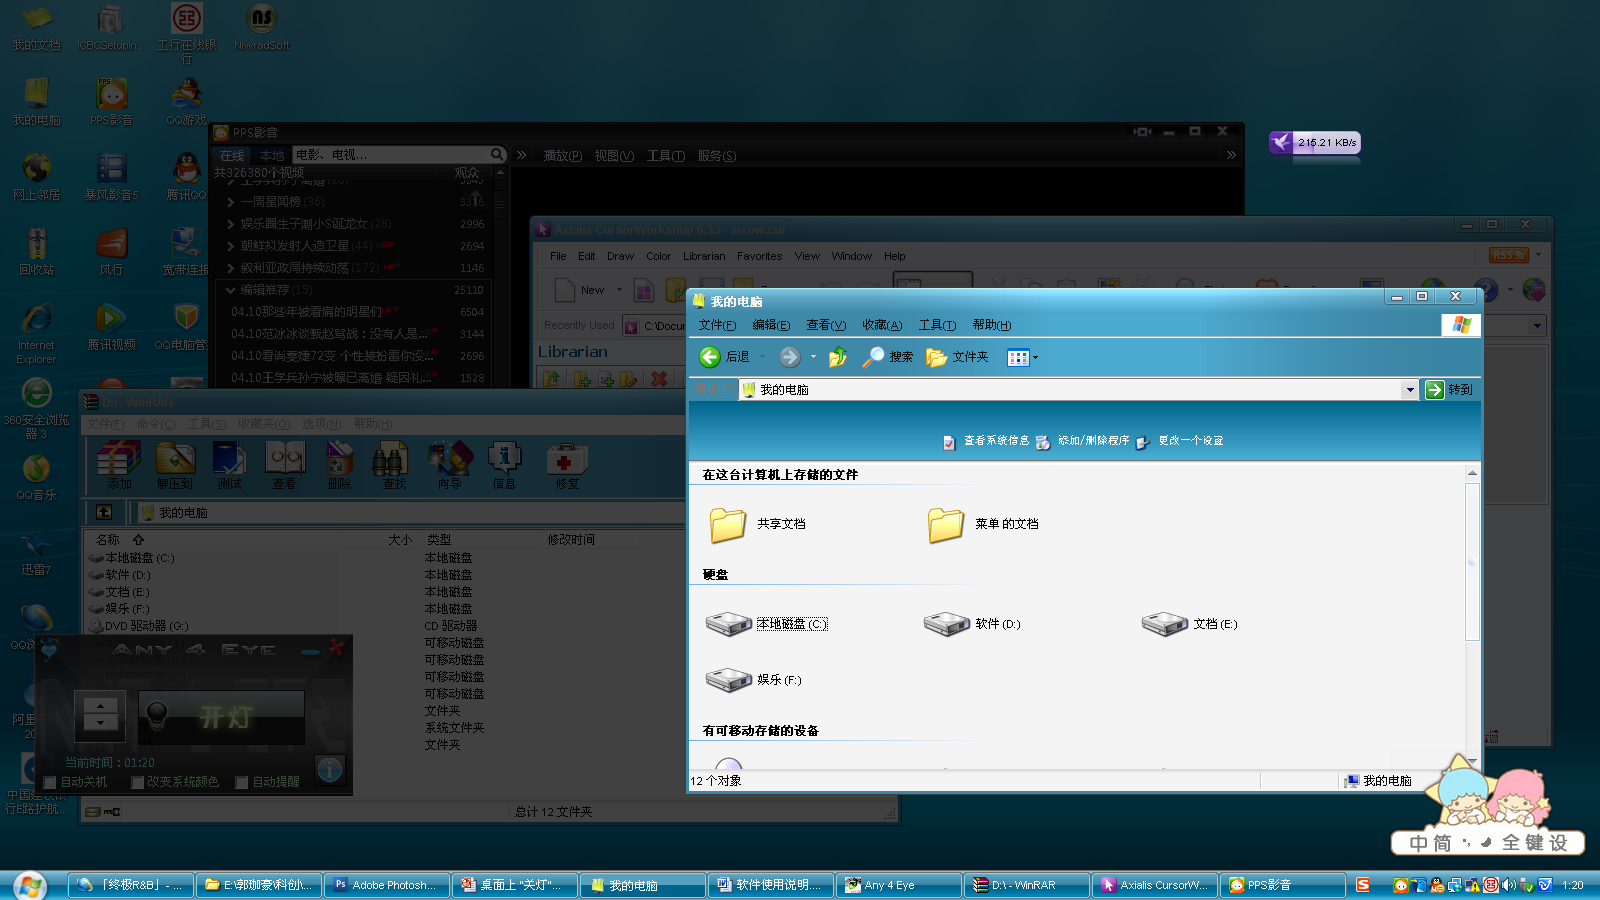 我的文档
ICBCSetupIn...
工行在线银行
NiwradSoft
我的电脑
PPS影音
QQ游戏
网上邻居
暴风影音5
腾讯QQ
回收站
风行
宽带连接
Internet Explorer
腾讯视频
QQ电脑管
360安全浏览器 3
QQ音乐
迅雷7
PPS影音
在线 本地 电影、电视...
播放(P) 视图(V) 工具(T) 服务(S)
共326380个视频 观众
一周星闻榜 (36)
娱乐圈生子潮小S诞龙女 (28) 2996
朝鲜拟发射人造卫星 (44) 2694
叙利亚政局持续动荡 (172) 1146
编辑推荐 (15) 25110
04.10那些年被看扁的明星们 6504
04.10范冰冰谈甄赵骂战：没有人是... 3144
04.10看尚雯婕72变 个性装扮雷你没... 2696
04.10王学兵孙宁被曝已离婚 疑因礼... 1528
215.21 KB/s
Axialis CursorWorkshop 6.33 - arrow.cur
File Edit Draw Color Librarian Favorites View Window Help
RSS
New
Recently Used C:\Docur
Librarian
D:\ - WinRAR
文件(F) 命令(C) 工具(S) 收藏夹(O) 选项(N) 帮助(H)
添加 解压到 测试 查看 删除 查找 向导 信息 修复
我的电脑
名称 大小 类型 修改时间
本地磁盘 (C:) 本地磁盘
软件 (D:) 本地磁盘
文档 (E:) 本地磁盘
娱乐 (F:) 本地磁盘
DVD 驱动器 (G:) CD 驱动器
可移动磁盘
可移动磁盘
可移动磁盘
可移动磁盘
文件夹
系统文件夹
文件夹
总计 12 文件夹
ANY 4 EYE
开灯
当前时间：01:20
自动关机 改变系统颜色 自动提醒
我的电脑
文件(F) 编辑(E) 查看(V) 收藏(A) 工具(T) 帮助(H)
后退 搜索 文件夹
我的电脑 转到
查看系统信息 添加/删除程序 更改一个设置
在这台计算机上存储的文件
共享文档 菜单 的文档
硬盘
本地磁盘 (C:) 软件 (D:) 文档 (E:)
娱乐 (F:)
有可移动存储的设备
12 个对象 我的电脑
中 简 全 键 设
「终极R&B」- ...
E:\郭珈豪\科创\...
Adobe Photosh...
桌面上 "关灯"...
我的电脑
软件使用说明....
Any 4 Eye
D:\ - WinRAR
Axialis CursorW...
PPS影音
1:20